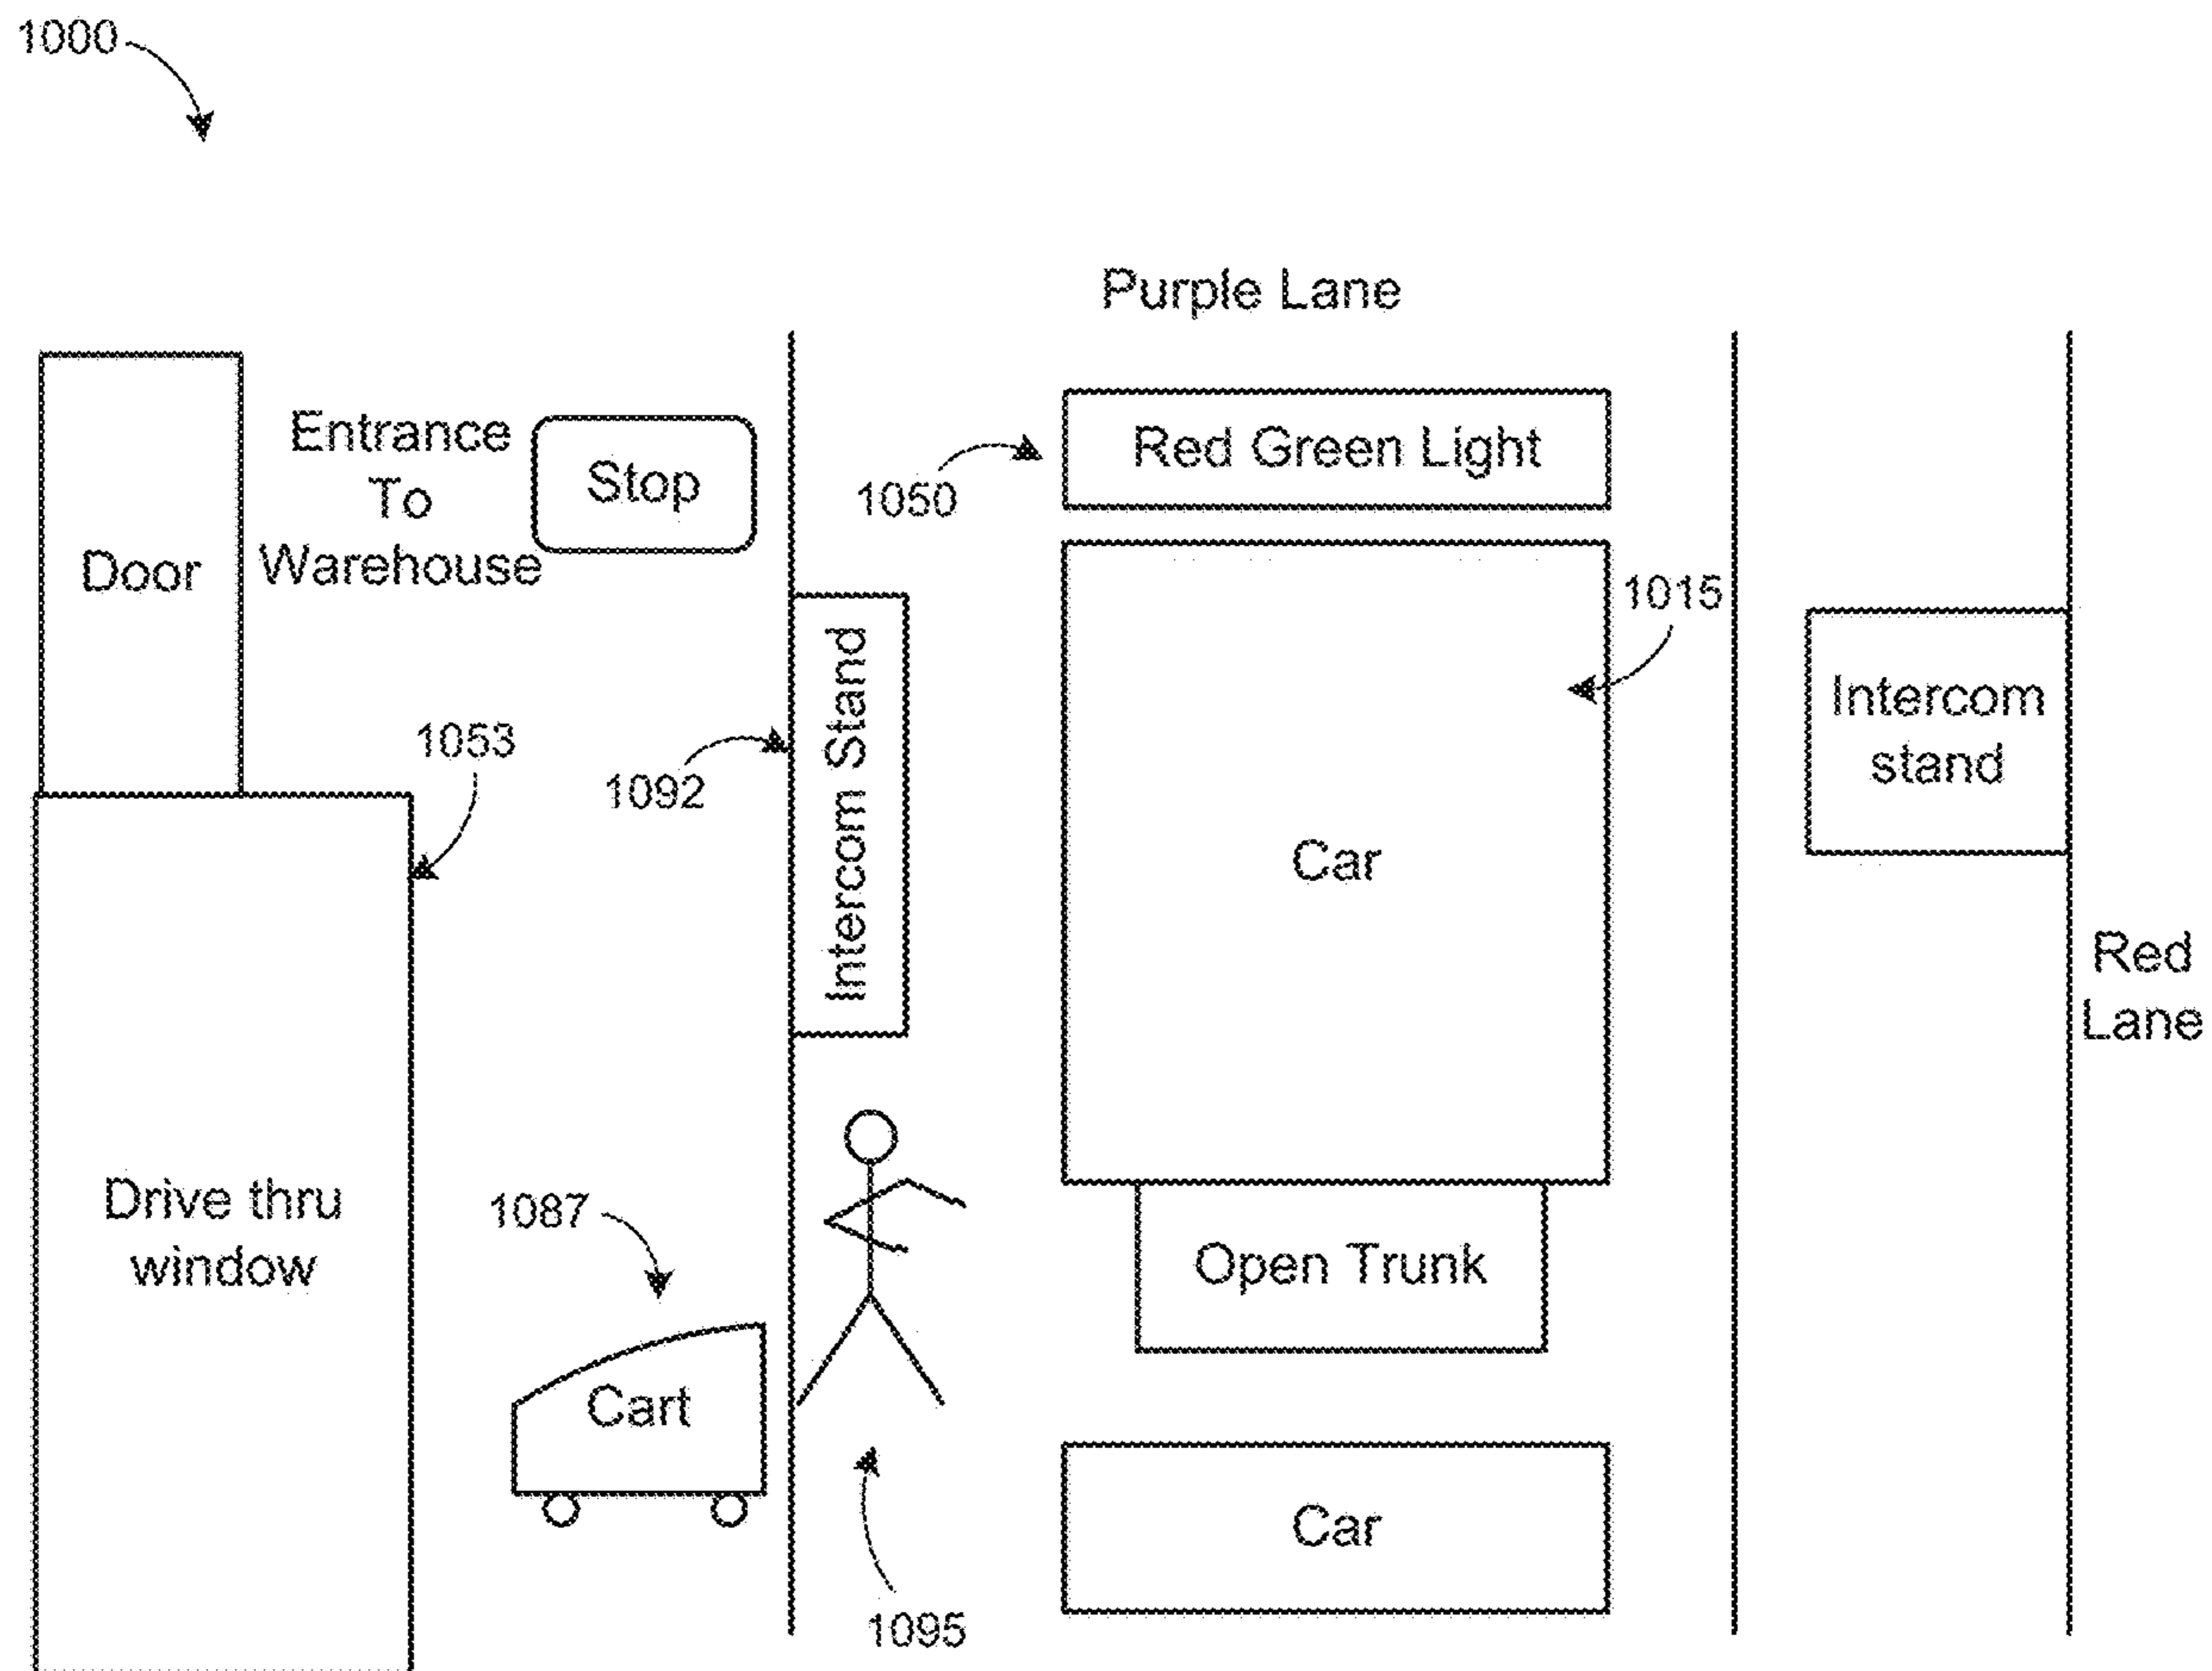 1000
Purple Lane
Entrance
To
Warehouse
Stop
Door
Red Green Light
1050
1015
1053
1092
Intercom Stand
Intercom
stand
Car
Red
Lane
Drive thru
window
1087
Open Trunk
Cart
Car
1095